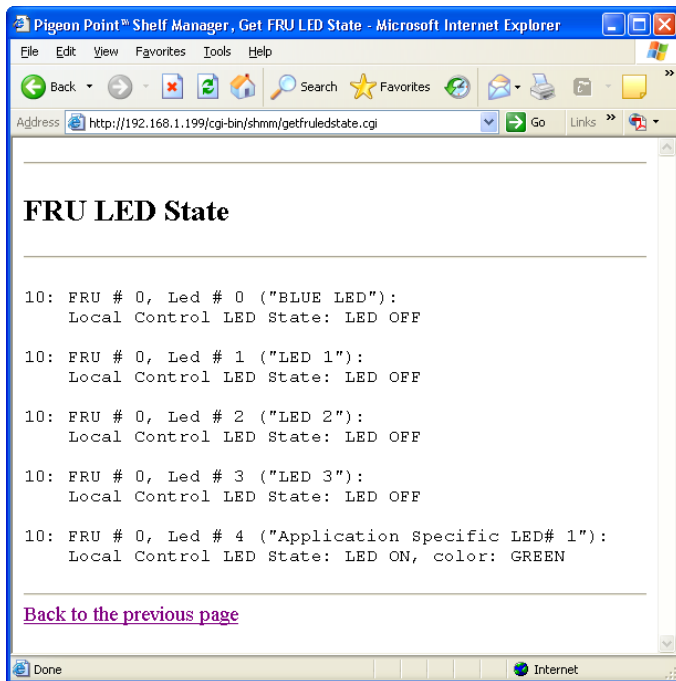 Pigeon Point™ Shelf Manager, Get FRU LED State - Microsoft Internet Explorer
File Edit View Favorites Tools Help
Back Search Favorites »
Address http://192.168.1.199/cgi-bin/shmm/getfruledstate.cgi Go Links »
FRU LED State
10: FRU # 0, Led # 0 ("BLUE LED"):
Local Control LED State: LED OFF
10: FRU # 0, Led # 1 ("LED 1"):
Local Control LED State: LED OFF
10: FRU # 0, Led # 2 ("LED 2"):
Local Control LED State: LED OFF
10: FRU # 0, Led # 3 ("LED 3"):
Local Control LED State: LED OFF
10: FRU # 0, Led # 4 ("Application Specific LED# 1"):
Local Control LED State: LED ON, color: GREEN
Back to the previous page
Done Internet